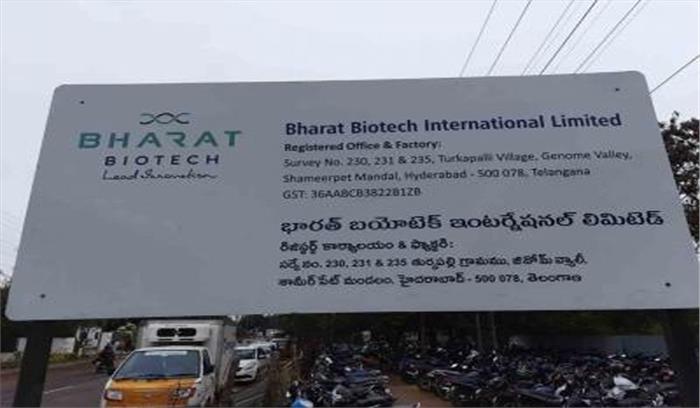 BHARAT
BIOTECH
Lead Innovation
Bharat Biotech International Limited
Registered Office & Factory:
Survey No. 230, 231 & 235, Turkapalli Village, Genome Valley,
Shameerpet Mandal, Hyderabad - 500 078, Telangana
GST: 36AABCB3822B1ZB
భారత్ బయోటెక్ ఇంటర్నేషనల్ లిమిటెడ్
రిజిస్టర్డ్ కార్యాలయం & ఫ్యాక్టరీ:
సర్వే నం. 230, 231 & 235 తుర్కపల్లి గ్రామము, జీనోమ్ వ్యాలీ,
శామీర్ పేట్ మండలం, హైదరాబాద్ - 500 078, తెలంగాణ